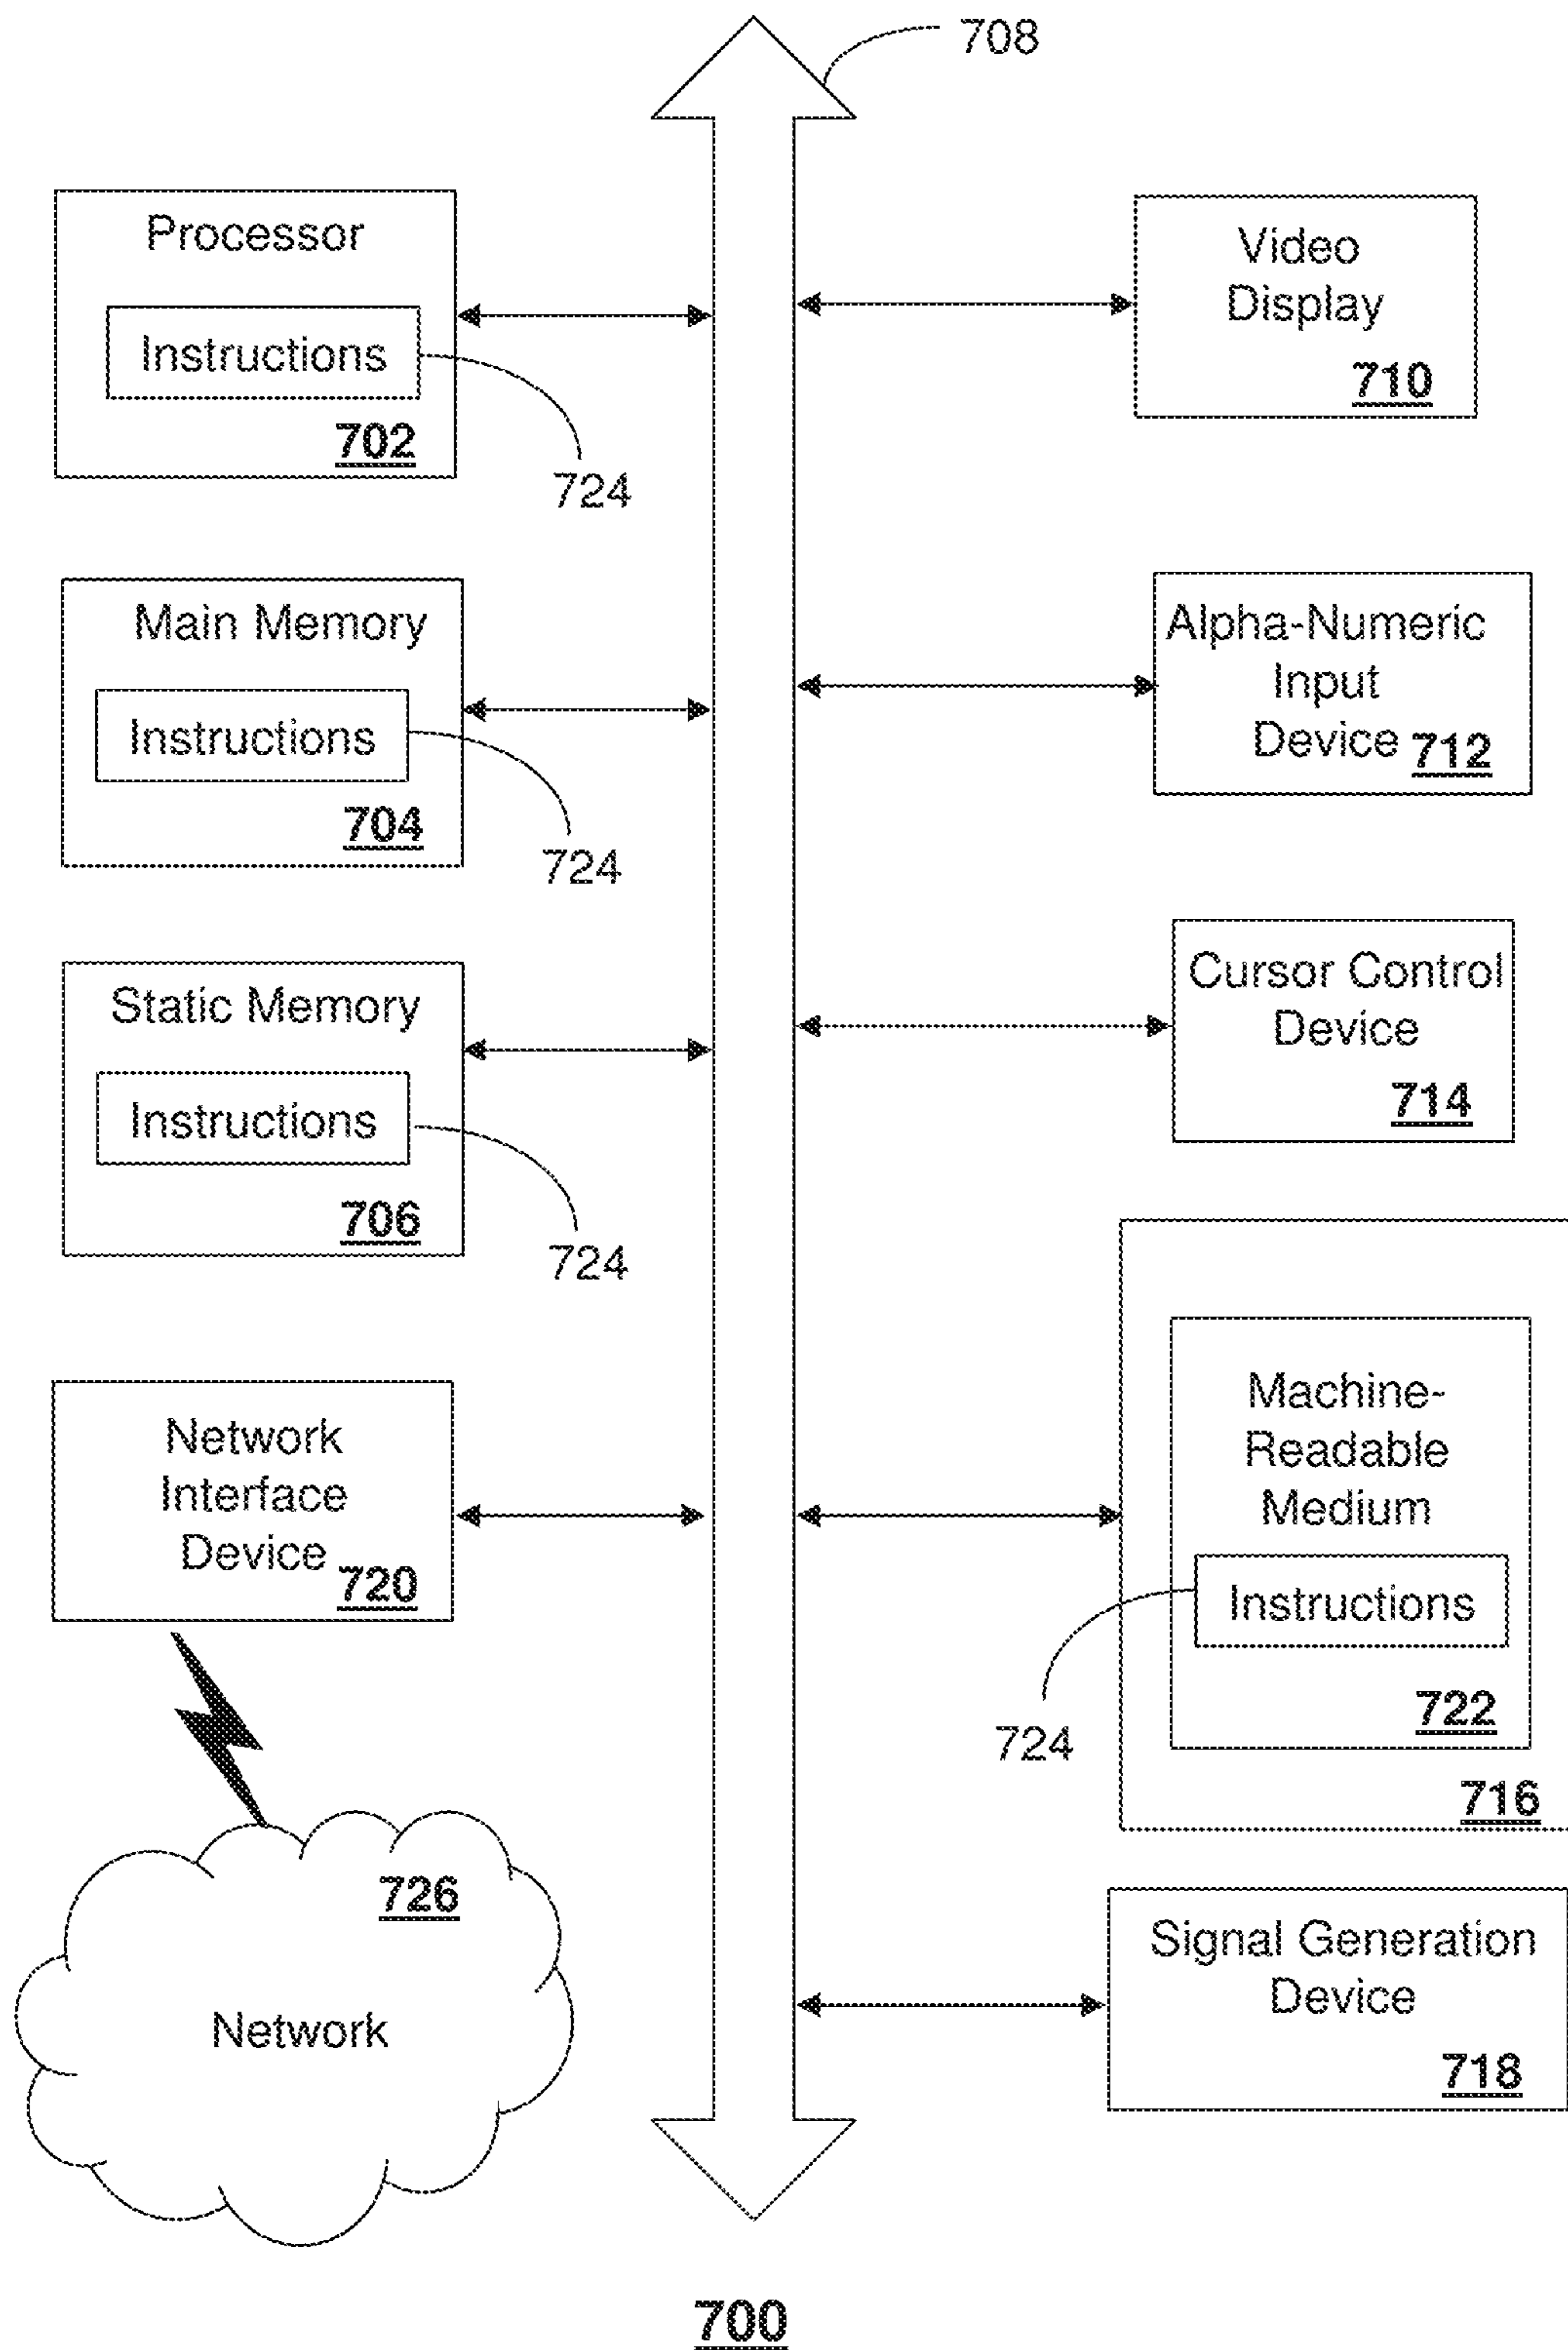 708
Processor
Instructions
702
724
Main Memory
Instructions
704
724
Static Memory
Instructions
706
724
Network
Interface
Device
720
726
Network
Video
Display
710
Alpha-Numeric
Input
Device
712
Cursor Control
Device
714
Machine-
Readable
Medium
Instructions
722
724
716
Signal Generation
Device
718
700